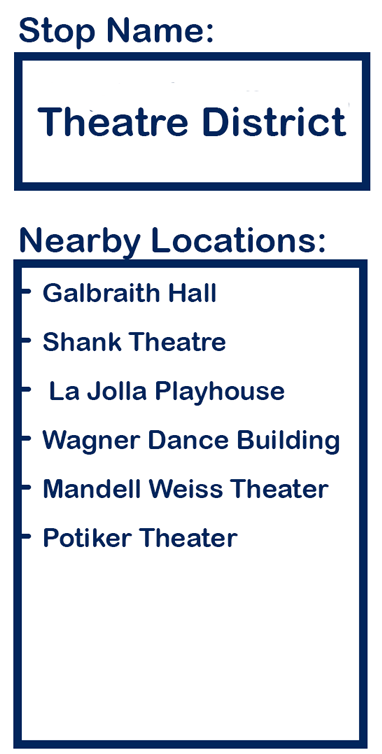 Stop Name:
Theatre District
Nearby Locations:
- Galbraith Hall
- Shank Theatre
- La Jolla Playhouse
- Wagner Dance Building
- Mandell Weiss Theater
- Potiker Theater